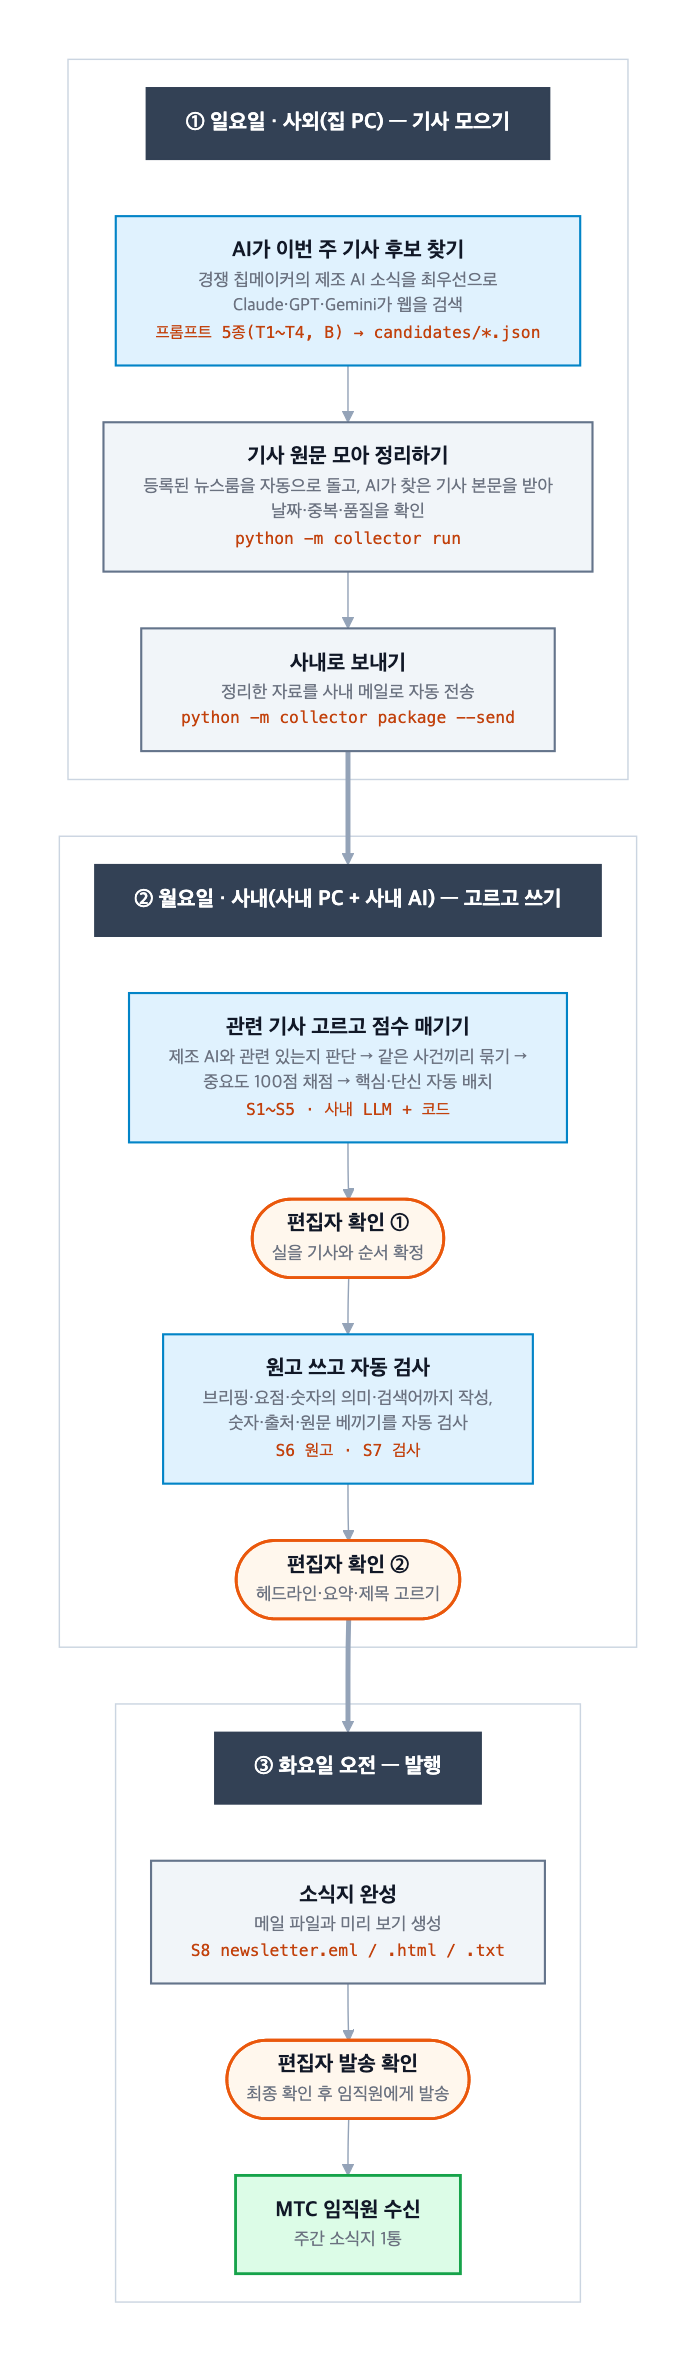 ① 일요일 · 사외(집 PC) — 기사 모으기
AI가 이번 주 기사 후보 찾기
경쟁 칩메이커의 제조 AI 소식을 최우선으로
Claude·GPT·Gemini가 웹을 검색
프롬프트 5종(T1~T4, B) → candidates/*.json
기사 원문 모아 정리하기
등록된 뉴스룸을 자동으로 돌고, AI가 찾은 기사 본문을 받아
날짜·중복·품질을 확인
python -m collector run
사내로 보내기
정리한 자료를 사내 메일로 자동 전송
python -m collector package --send
② 월요일 · 사내(사내 PC + 사내 AI) — 고르고 쓰기
관련 기사 고르고 점수 매기기
제조 AI와 관련 있는지 판단 → 같은 사건끼리 묶기 →
중요도 100점 채점 → 핵심·단신 자동 배치
S1~S5 · 사내 LLM + 코드
편집자 확인 ①
실을 기사와 순서 확정
원고 쓰고 자동 검사
브리핑·요점·숫자의 의미·검색어까지 작성,
숫자·출처·원문 베끼기를 자동 검사
S6 원고 · S7 검사
편집자 확인 ②
헤드라인·요약·제목 고르기
③ 화요일 오전 — 발행
소식지 완성
메일 파일과 미리 보기 생성
S8 newsletter.eml / .html / .txt
편집자 발송 확인
최종 확인 후 임직원에게 발송
MTC 임직원 수신
주간 소식지 1통